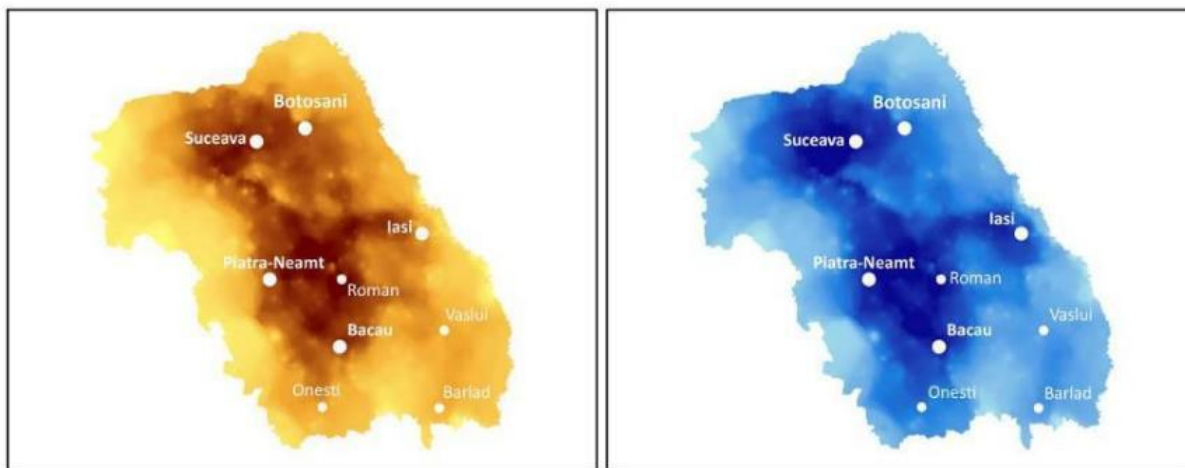 Botosani
Suceava
Iasi
Piatra-Neamt
Roman
Vaslui
Bacau
Onesti
Barlad
Botosani
Suceava
Iasi
Piatra-Neamt
Roman
Vaslui
Bacau
Onesti
Barlad